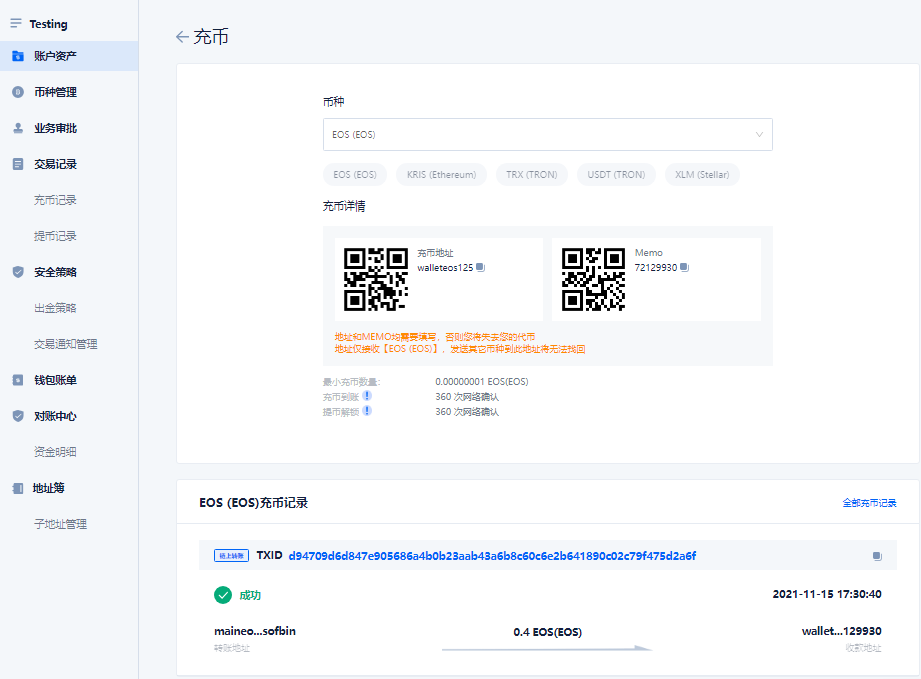 Testing
账户资产
币种管理
业务审批
交易记录
充币记录
提币记录
安全策略
出金策略
交易通知管理
钱包账单
对账中心
资金明细
地址簿
子地址管理
充币
币种
EOS (EOS)
EOS (EOS) KRIS (Ethereum) TRX (TRON) USDT (TRON) XLM (Stellar)
充币详情
充币地址
walleteos125
Memo
72129930
地址和MEMO均需要填写，否则您将失去您的代币
地址仅接收【EOS (EOS)】，发送其它币种到此地址将无法找回
最小充币数量: 0.00000001 EOS(EOS)
充币到账 360 次网络确认
提币解锁 360 次网络确认
EOS (EOS)充币记录 全部充币记录
链上转账 TXID d94709d6d847e905686a4b0b23aab43a6b8c60c6e2b641890c02c79f475d2a6f
成功 2021-11-15 17:30:40
maineo...sofbin 0.4 EOS(EOS) wallet...129930
转账地址 收款地址